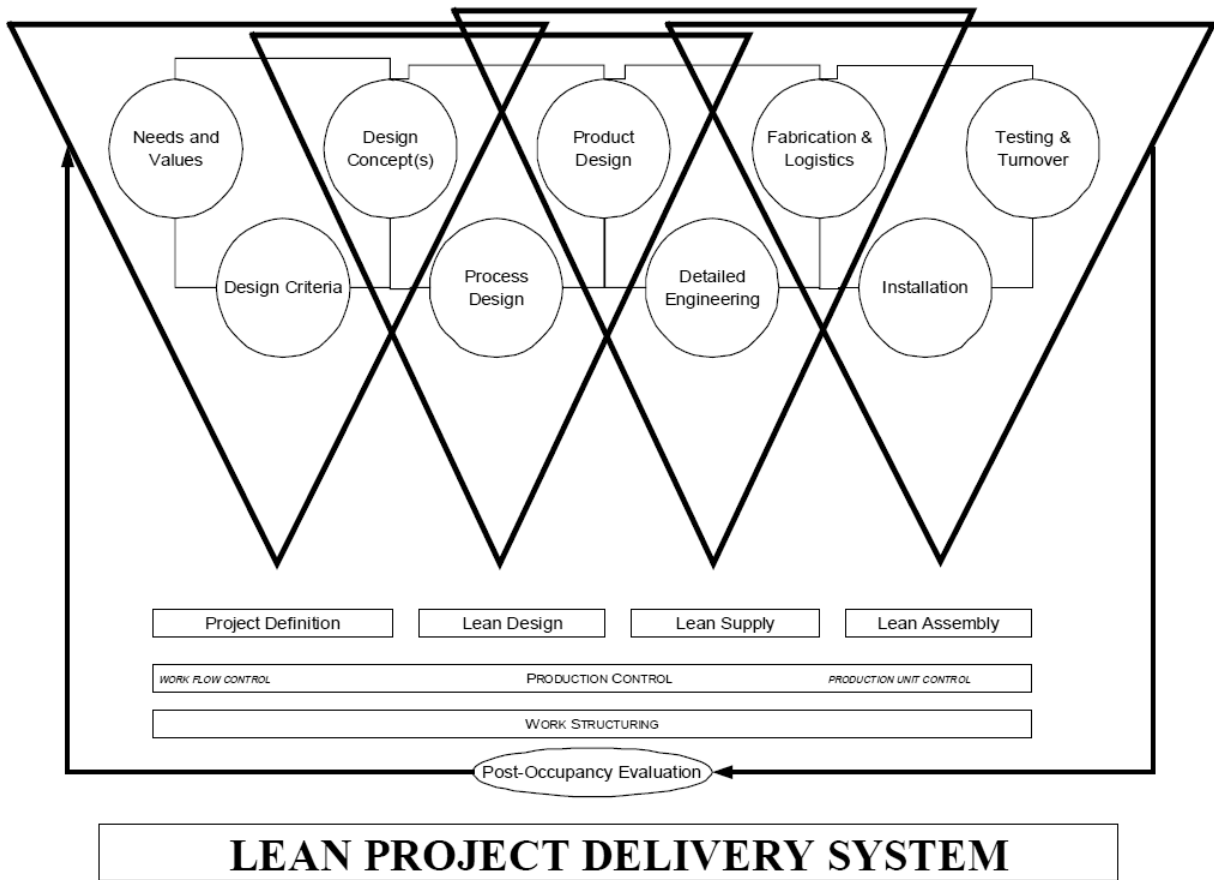 Needs and
Values
Design
Concept(s)
Product
Design
Fabrication &
Logistics
Testing &
Turnover
Design Criteria
Process
Design
Detailed
Engineering
Installation
Project Definition
Lean Design
Lean Supply
Lean Assembly
WORK FLOW CONTROL
PRODUCTION CONTROL
PRODUCTION UNIT CONTROL
WORK STRUCTURING
Post-Occupancy Evaluation
LEAN PROJECT DELIVERY SYSTEM